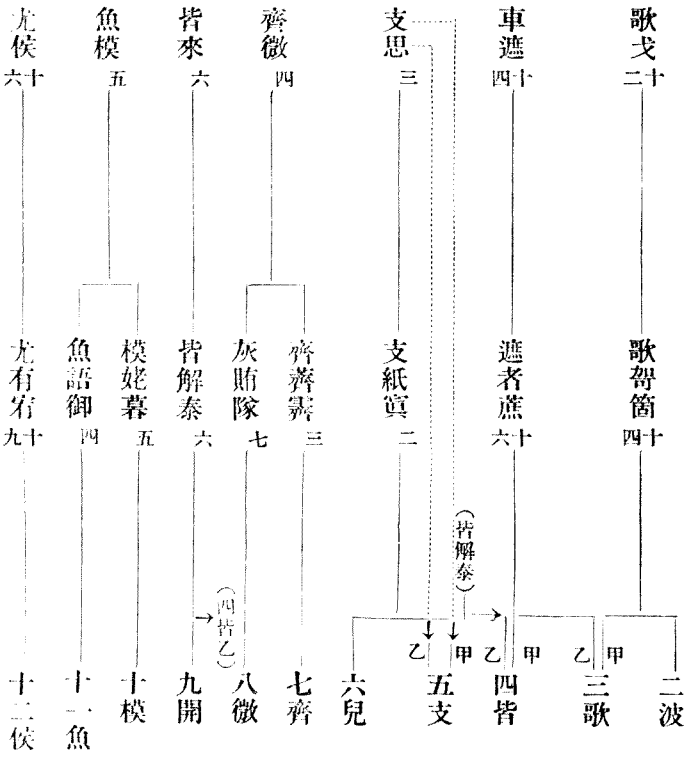 歌戈 十二
車遮 十四
支思 三
齊微 四
皆來 六
魚模 五
尤侯 十六
歌哿箇 十四
遮者蔗 十六
支紙寘 二
齊薺霽 三
灰賄隊 七
皆解泰 六
模姥暮 五
魚語御 四
尤有宥 十九
(皆解泰)
(四皆乙)
甲
乙
甲
乙
甲
乙
二波
三歌
四皆
五支
六兒
七齊
八微
九開
十模
十一魚
十二侯